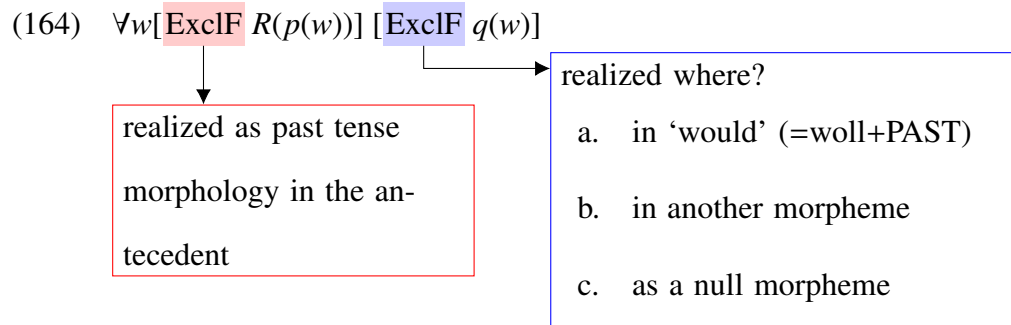 (164) ∀w[ExclF R(p(w))] [ExclF q(w)]
realized as past tense
morphology in the an-
tecedent
realized where?
a. in ‘would’ (=woll+PAST)
b. in another morpheme
c. as a null morpheme